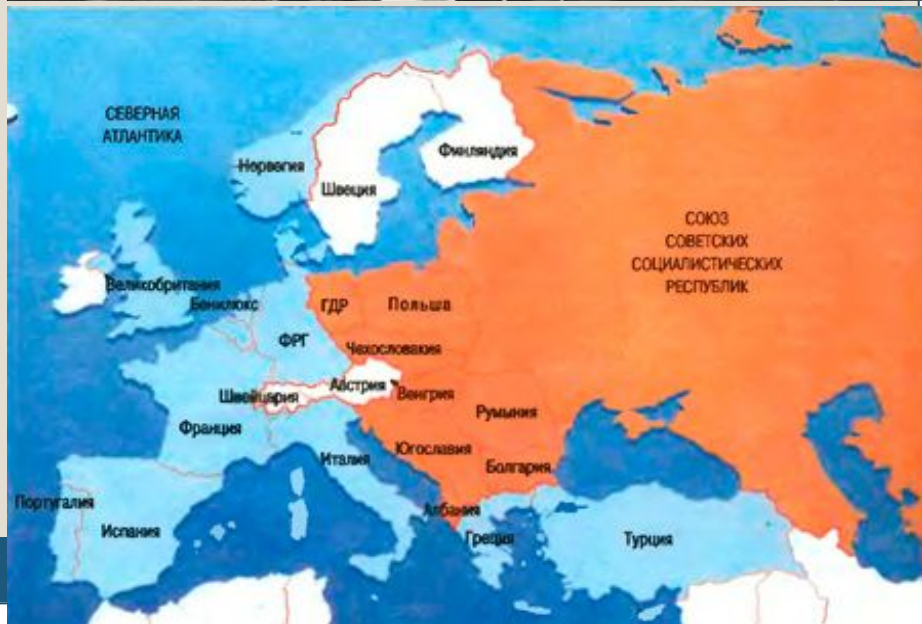 СЕВЕРНАЯ
АТЛАНТИКА
Норвегия
Швеция
Финляндия
СОЮЗ
СОВЕТСКИХ
СОЦИАЛИСТИЧЕСКИХ
РЕСПУБЛИК
Великобритания
Бенилюкс
ГДР
Польша
ФРГ
Чехословакия
Швейцария
Австрия
Венгрия
Румыния
Франция
Италия
Югославия
Болгария
Португалия
Испания
Албания
Греция
Турция